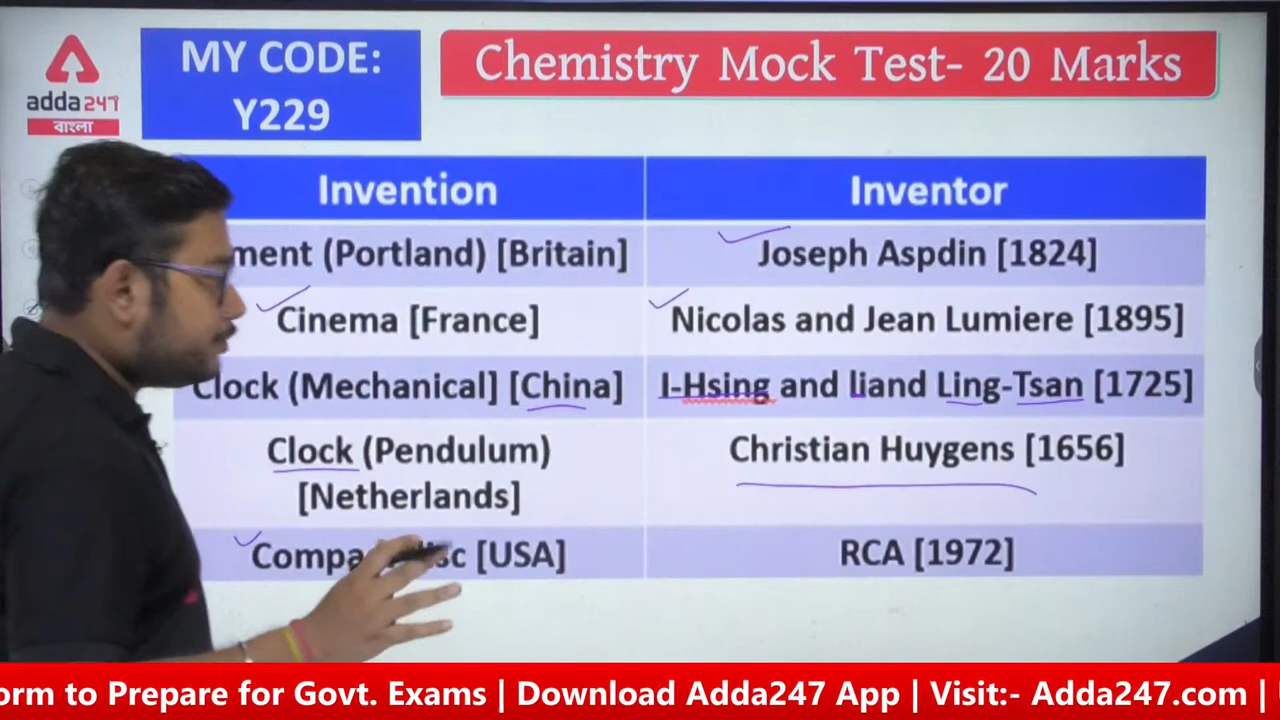 MY CODE:
Y229
Chemistry Mock Test- 20 Marks
adda247
বাংলা
Invention
Inventor
ment (Portland) [Britain]
Joseph Aspdin [1824]
Cinema [France]
Nicolas and Jean Lumiere [1895]
Clock (Mechanical] [China]
I-Hsing and liand Ling-Tsan [1725]
Clock (Pendulum)
[Netherlands]
Christian Huygens [1656]
Compa sc [USA]
RCA [1972]
orm to Prepare for Govt. Exams | Download Adda247 App | Visit:- Adda247.com |